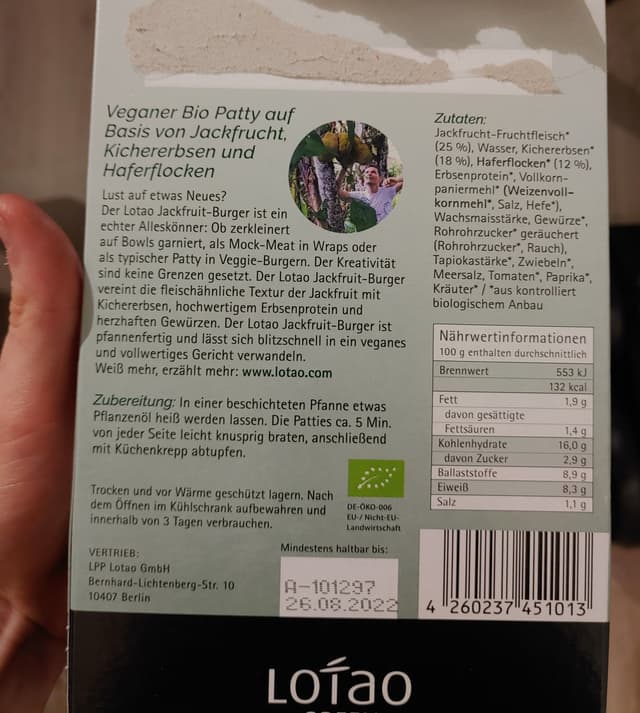 Veganer Bio Patty auf
Basis von Jackfrucht,
Kichererbsen und
Haferflocken
Lust auf etwas Neues?
Der Lotao Jackfruit-Burger ist ein
echter Alleskönner: Ob zerkleinert
auf Bowls garniert, als Mock-Meat in Wraps oder
als typischer Patty in Veggie-Burgern. Der Kreativität
sind keine Grenzen gesetzt. Der Lotao Jackfruit-Burger
vereint die fleischähnliche Textur der Jackfruit mit
Kichererbsen, hochwertigem Erbsenprotein und
herzhaften Gewürzen. Der Lotao Jackfruit-Burger ist
pfannenfertig und lässt sich blitzschnell in ein veganes
und vollwertiges Gericht verwandeln.
Weiß mehr, erzählt mehr: www.lotao.com
Zubereitung: In einer beschichteten Pfanne etwas
Pflanzenöl heiß werden lassen. Die Patties ca. 5 Min.
von jeder Seite leicht knusprig braten, anschließend
mit Küchenkrepp abtupfen.
Trocken und vor Wärme geschützt lagern. Nach
dem Öffnen im Kühlschrank aufbewahren und
innerhalb von 3 Tagen verbrauchen.
DE-ÖKO-006
EU-/ Nicht-EU-
Landwirtschaft
VERTRIEB:
LPP Lotao GmbH
Bernhard-Lichtenberg-Str. 10
10407 Berlin
Mindestens haltbar bis:
A-101297
26.08.2022
Zutaten:
Jackfrucht-Fruchtfleisch*
(25 %), Wasser, Kichererbsen*
(18 %), Haferflocken* (12 %),
Erbsenprotein*, Vollkorn-
paniermehl* (Weizenvoll-
kornmehl*, Salz, Hefe*),
Wachsmaisstärke, Gewürze*,
Rohrohrzucker* geräuchert
(Rohrohrzucker*, Rauch),
Tapiokastärke*, Zwiebeln*,
Meersalz, Tomaten*, Paprika*,
Kräuter* / *aus kontrolliert
biologischem Anbau
Nährwertinformationen
100 g enthalten durchschnittlich
Brennwert 553 kJ
132 kcal
Fett 1,9 g
davon gesättigte
Fettsäuren 1,4 g
Kohlenhydrate 16,0 g
davon Zucker 2,9 g
Ballaststoffe 8,9 g
Eiweiß 8,3 g
Salz 1,1 g
4 260237 451013
LOTAO